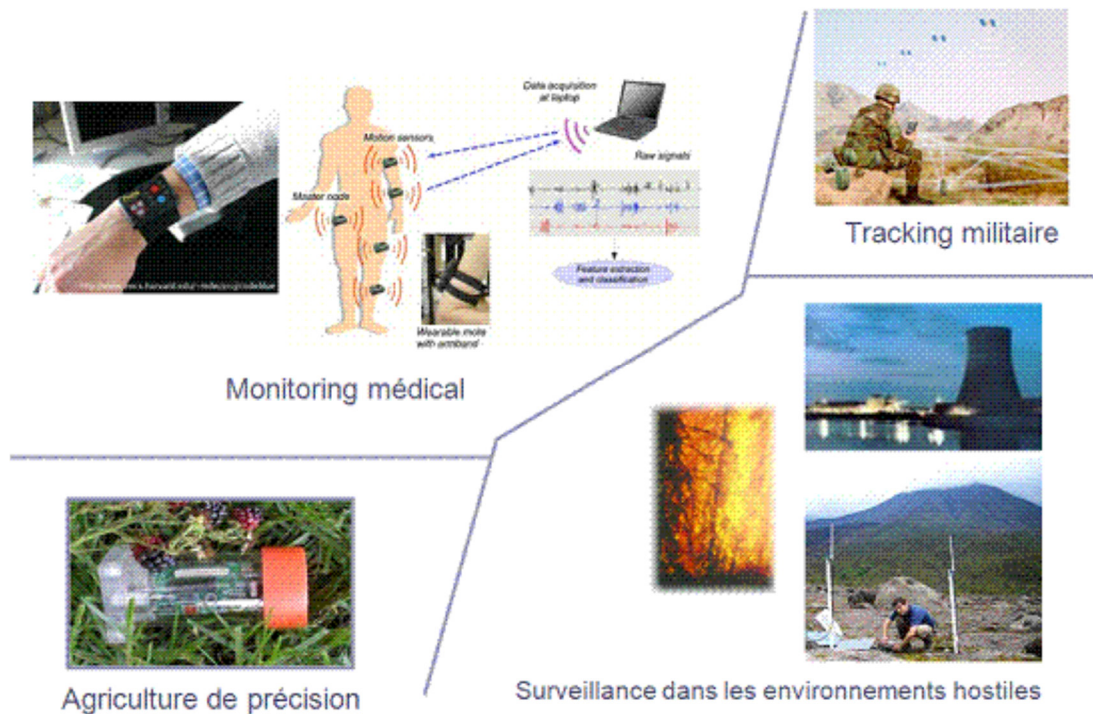 Data acquisition
at laptop
Motion sensors
Raw signals
Master node
Feature extraction
and classification
Wearable mote
with armband
Monitoring médical
Tracking militaire
Agriculture de précision
Surveillance dans les environnements hostiles